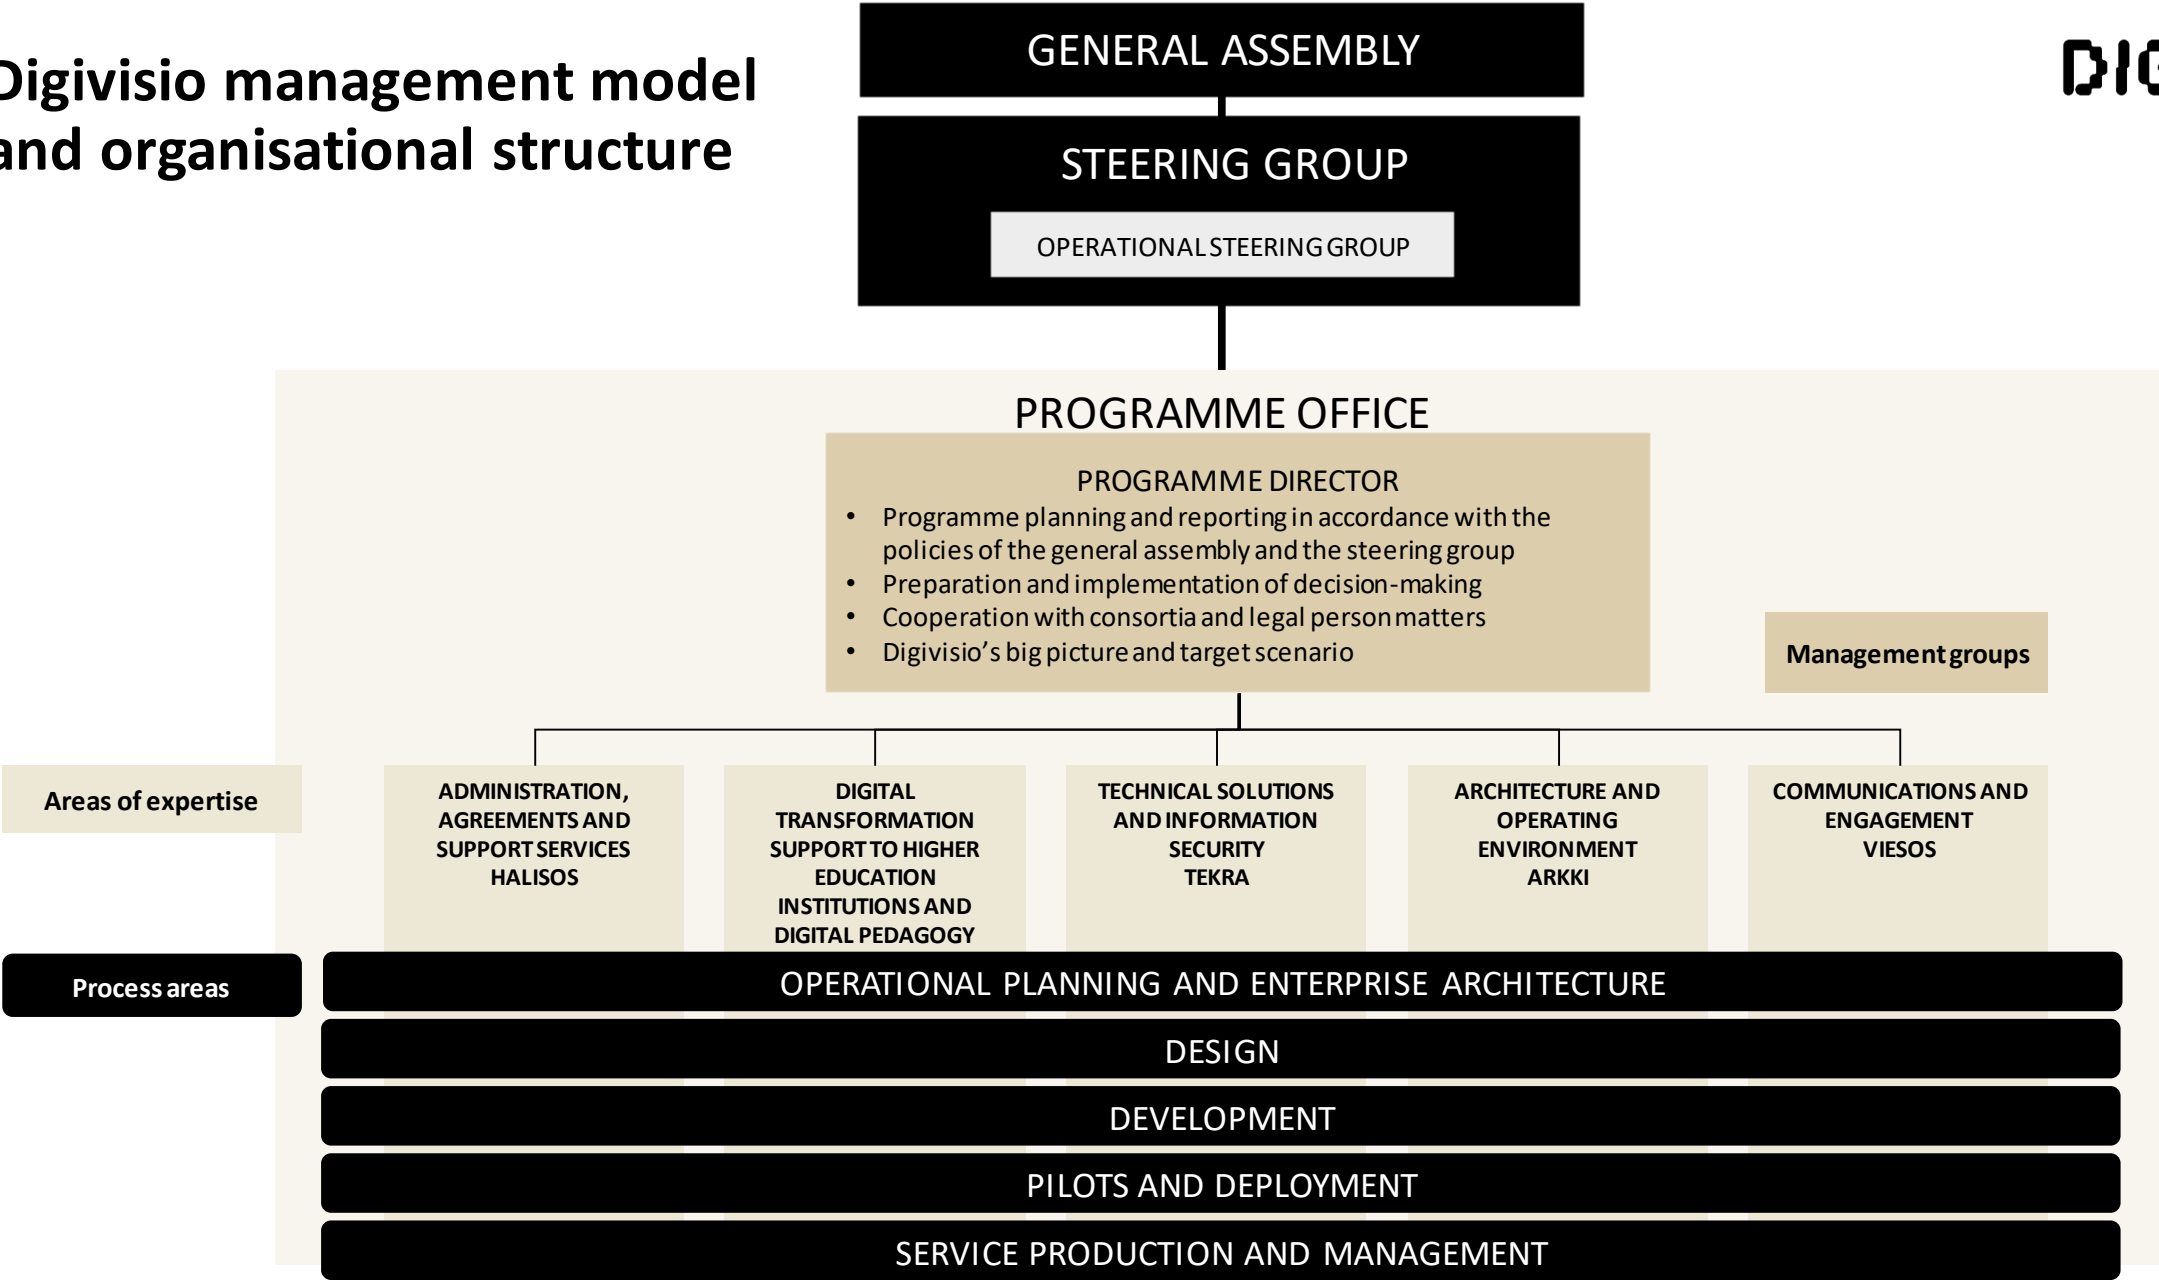 Digivisio management model
and organisational structure
GENERAL ASSEMBLY
STEERING GROUP
OPERATIONAL STEERING GROUP
PROGRAMME OFFICE
PROGRAMME DIRECTOR
• Programme planning and reporting in accordance with the
policies of the general assembly and the steering group
• Preparation and implementation of decision-making
• Cooperation with consortia and legal person matters
• Digivisio’s big picture and target scenario
Management groups
Areas of expertise
ADMINISTRATION,
AGREEMENTS AND
SUPPORT SERVICES
HALISOS
DIGITAL
TRANSFORMATION
SUPPORT TO HIGHER
EDUCATION
INSTITUTIONS AND
DIGITAL PEDAGOGY
TECHNICAL SOLUTIONS
AND INFORMATION
SECURITY
TEKRA
ARCHITECTURE AND
OPERATING
ENVIRONMENT
ARKKI
COMMUNICATIONS AND
ENGAGEMENT
VIESOS
Process areas
OPERATIONAL PLANNING AND ENTERPRISE ARCHITECTURE
DESIGN
DEVELOPMENT
PILOTS AND DEPLOYMENT
SERVICE PRODUCTION AND MANAGEMENT